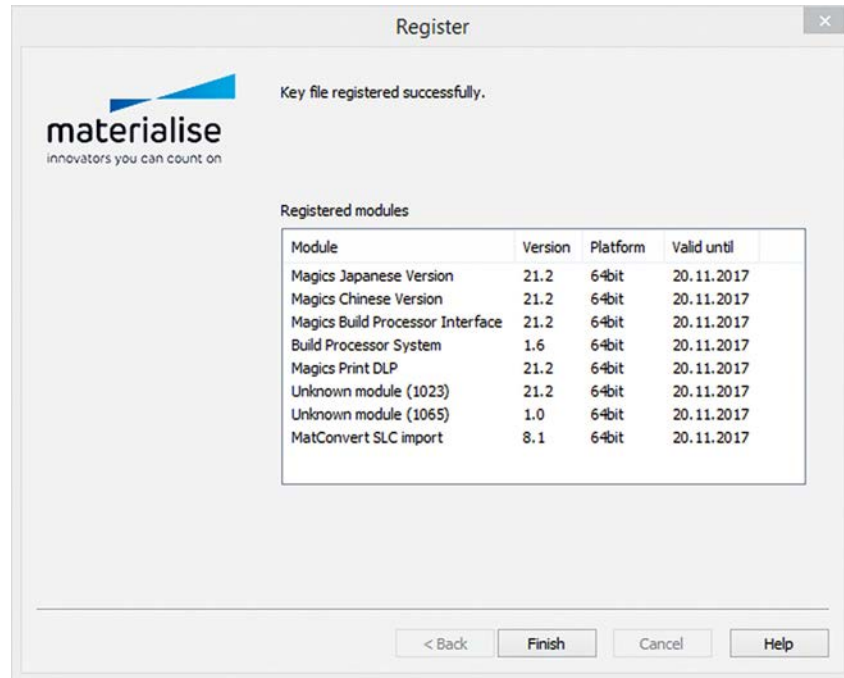 Register
materialise
innovators you can count on
Key file registered successfully.
Registered modules
Module Version Platform Valid until
Magics Japanese Version 21.2 64bit 20.11.2017
Magics Chinese Version 21.2 64bit 20.11.2017
Magics Build Processor Interface 21.2 64bit 20.11.2017
Build Processor System 1.6 64bit 20.11.2017
Magics Print DLP 21.2 64bit 20.11.2017
Unknown module (1023) 21.2 64bit 20.11.2017
Unknown module (1065) 1.0 64bit 20.11.2017
MatConvert SLC import 8.1 64bit 20.11.2017
< Back Finish Cancel Help